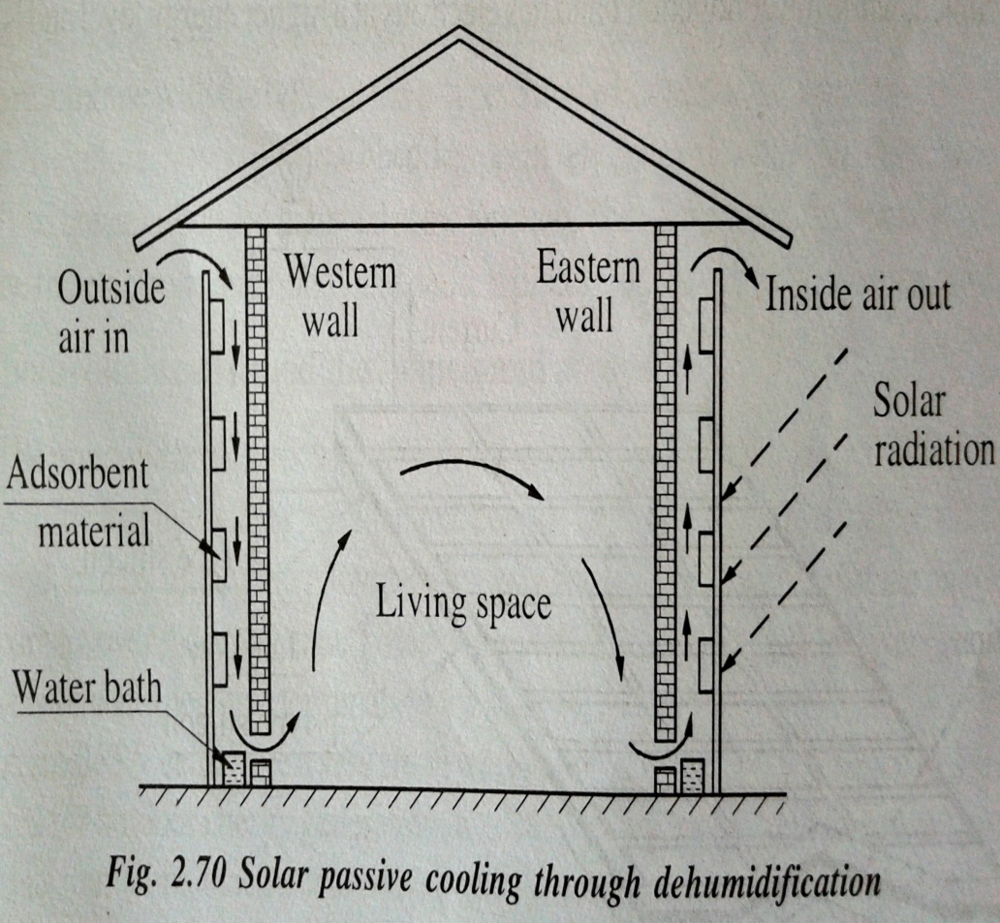 Western
wall
Eastern
wall
Outside
air in
Inside air out
Solar
radiation
Adsorbent
material
Living space
Water bath
Fig. 2.70 Solar passive cooling through dehumidification